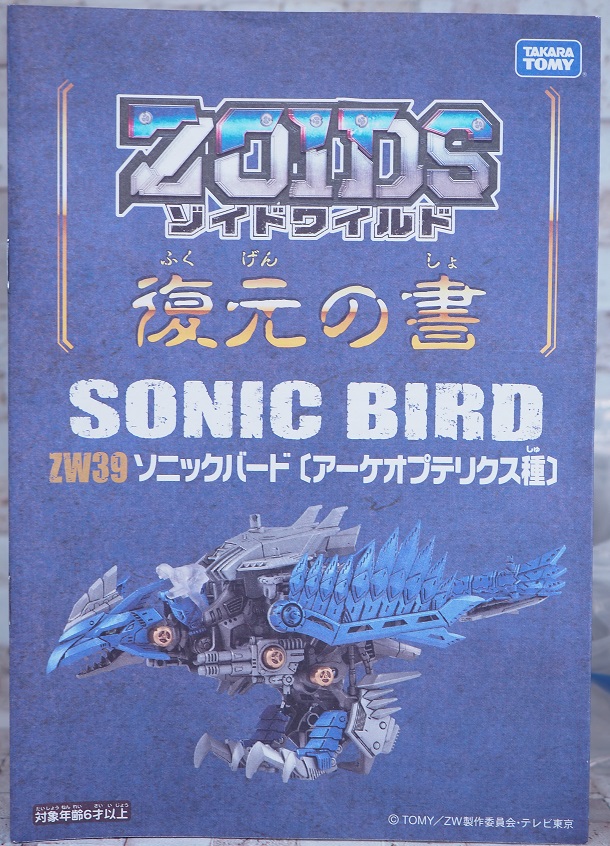 TAKARA TOMY
ZOIDS
ゾイドワイルド
ふく げん しょ
復元の書
SONIC BIRD
しゅ
ZW39 ソニックバード〔アーケオプテリクス種〕
たいしょうねんれい さい いじょう
対象年齢6才以上
© TOMY／ZW製作委員会・テレビ東京